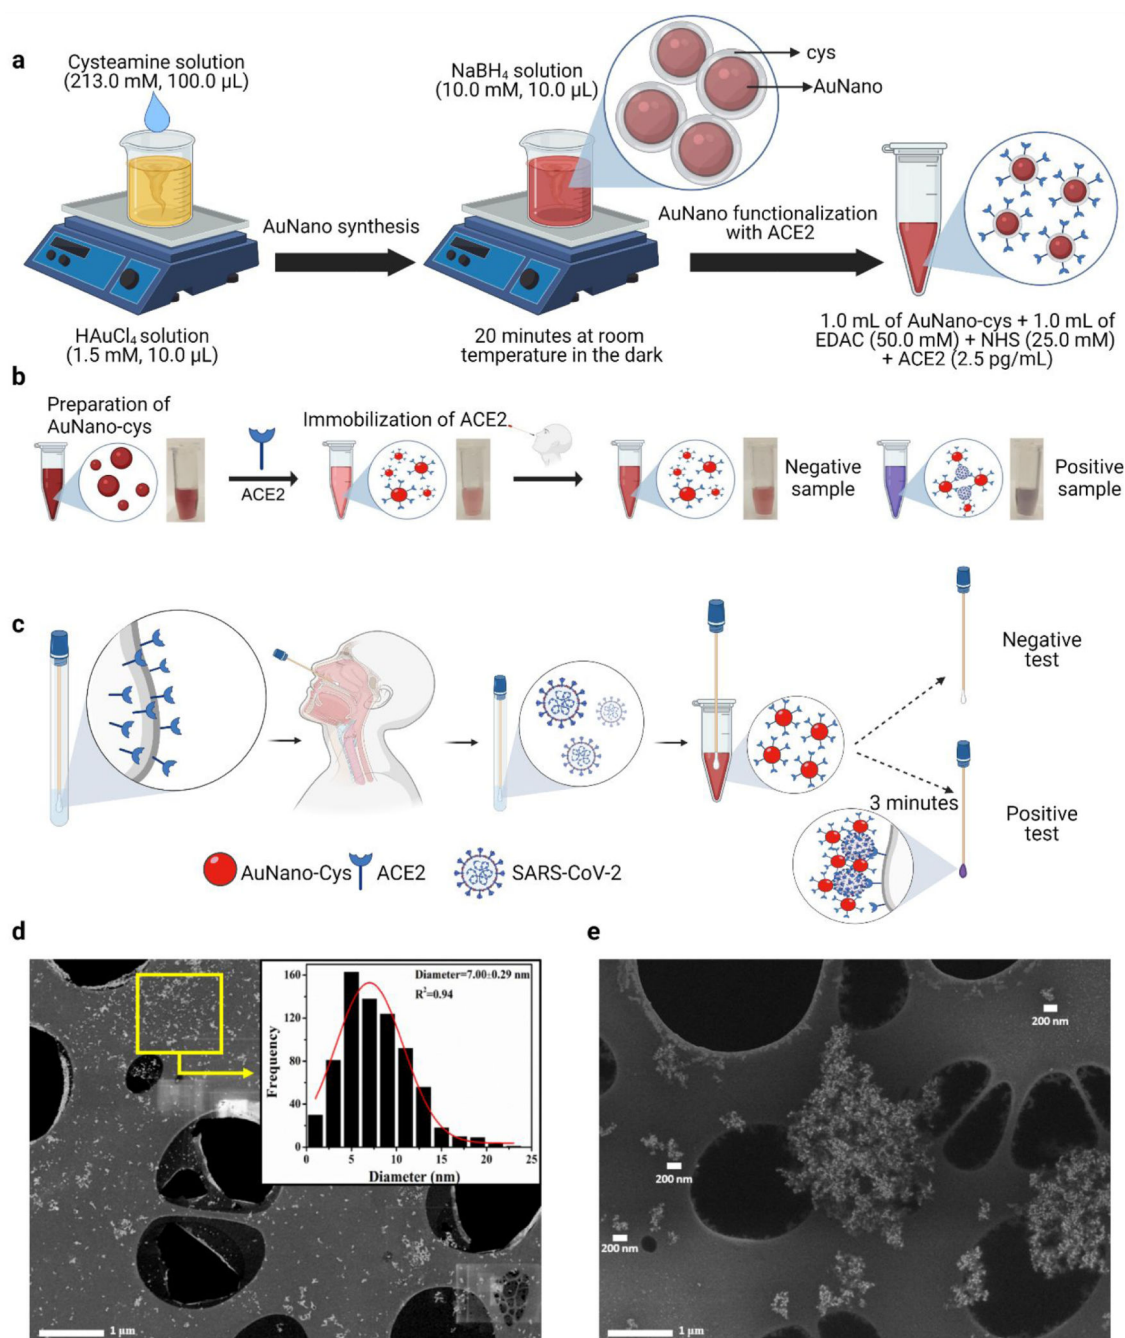 a
Cysteamine solution
(213.0 mM, 100.0 µL)
NaBH₄ solution
(10.0 mM, 10.0 µL)
cys
AuNano
AuNano synthesis
AuNano functionalization
with ACE2
HAuCl₄ solution
(1.5 mM, 10.0 µL)
20 minutes at room
temperature in the dark
1.0 mL of AuNano-cys + 1.0 mL of
EDAC (50.0 mM) + NHS (25.0 mM)
+ ACE2 (2.5 pg/mL)
b
Preparation of
AuNano-cys
ACE2
Immobilization of ACE2
Negative
sample
Positive
sample
c
Negative
test
3 minutes
Positive
test
AuNano-Cys
ACE2
SARS-CoV-2
d
Diameter=7.00±0.29 nm
R²=0.94
Frequency
160
120
80
40
0
0 5 10 15 20 25
Diameter (nm)
1 µm
e
200 nm
200 nm
200 nm
1 µm